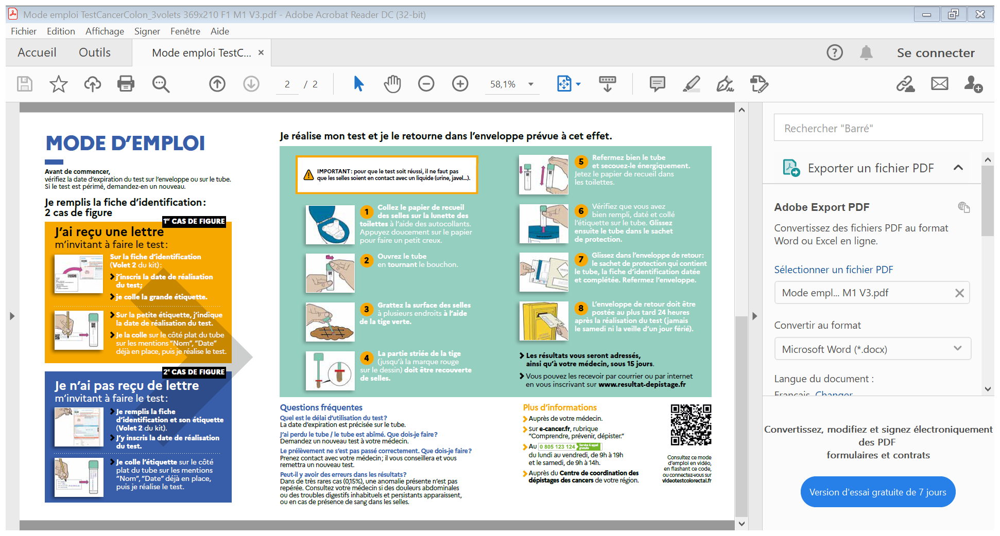 Mode emploi TestCancerColon_3volets 369x210 F1 M1 V3.pdf - Adobe Acrobat Reader DC (32-bit)
Fichier Edition Affichage Signer Fenêtre Aide
Accueil Outils Mode emploi TestC... × Se connecter
2 / 2 58,1%
MODE D'EMPLOI
Avant de commencer,
vérifiez la date d'expiration du test sur l'enveloppe ou sur le tube.
Si le test est périmé, demandez-en un nouveau.
Je remplis la fiche d'identification :
2 cas de figure
1er CAS DE FIGURE
J'ai reçu une lettre
m'invitant à faire le test :
Sur la fiche d'identification
(Volet 2 du kit) :
j'inscris la date de réalisation
du test ;
je colle la grande étiquette.
Sur la petite étiquette, j'indique
la date de réalisation du test.
Je la colle sur le côté plat du tube
sur les mentions "Nom", "Date"
déjà en place, puis je réalise le test.
2e CAS DE FIGURE
Je n'ai pas reçu de lettre
m'invitant à faire le test :
Je remplis la fiche
d'identification et son étiquette
(Volet 2 du kit).
J'y inscris la date de réalisation
du test.
Je colle l'étiquette sur le côté
plat du tube sur les mentions
"Nom", "Date" déjà en place,
puis je réalise le test.
Je réalise mon test et je le retourne dans l'enveloppe prévue à cet effet.
IMPORTANT : pour que le test soit réussi, il ne faut pas
que les selles soient en contact avec un liquide (urine, javel...).
1 Collez le papier de recueil
des selles sur la lunette des
toilettes à l'aide des autocollants.
Appuyez doucement sur le papier
pour faire un petit creux.
2 Ouvrez le tube
en tournant le bouchon.
3 Grattez la surface des selles
à plusieurs endroits à l'aide
de la tige verte.
4 La partie striée de la tige
(jusqu'à la marque rouge
sur le dessin) doit être recouverte
de selles.
5 Refermez bien le tube
et secouez-le énergiquement.
Jetez le papier de recueil dans
les toilettes.
6 Vérifiez que vous avez
bien rempli, daté et collé
l'étiquette sur le tube. Glissez
ensuite le tube dans le sachet
de protection.
7 Glissez dans l'enveloppe de retour :
le sachet de protection qui contient
le tube, la fiche d'identification datée
et complétée. Refermez l'enveloppe.
8 L'enveloppe de retour doit être
postée au plus tard 24 heures
après la réalisation du test (jamais
le samedi ni la veille d'un jour férié).
Les résultats vous seront adressés,
ainsi qu'à votre médecin, sous 15 jours.
Vous pouvez les recevoir par courrier ou par internet
en vous inscrivant sur www.resultat-depistage.fr
Questions fréquentes
Quel est le délai d'utilisation du test ?
La date d'expiration est précisée sur le tube.
J'ai perdu le tube / le tube est abîmé. Que dois-je faire ?
Demandez un nouveau test à votre médecin.
Le prélèvement ne s'est pas passé correctement. Que dois-je faire ?
Prenez contact avec votre médecin ; il vous conseillera et vous
remettra un nouveau test.
Peut-il y avoir des erreurs dans les résultats ?
Dans de très rares cas (0,15%), une anomalie présente n'est pas
repérée. Consultez votre médecin si des douleurs abdominales
ou des troubles digestifs inhabituels et persistants apparaissent,
ou en cas de présence de sang dans les selles.
Plus d'informations
Auprès de votre médecin.
Sur e-cancer.fr, rubrique
"Comprendre, prévenir, dépister."
Au 0 805 123 124 Service & appel gratuits
du lundi au vendredi, de 9h à 19h
et le samedi, de 9h à 14h.
Auprès du Centre de coordination des
dépistages des cancers de votre région.
Consultez ce mode
d'emploi en vidéo,
en flashant ce code,
ou connectez-vous sur
videotestcolorectal.fr
Rechercher "Barré"
Exporter un fichier PDF
Adobe Export PDF
Convertissez des fichiers PDF au format
Word ou Excel en ligne.
Sélectionner un fichier PDF
Mode empl... M1 V3.pdf
Convertir au format
Microsoft Word (*.docx)
Langue du document :
Français Changer
Convertissez, modifiez et signez électroniquement
des PDF
formulaires et contrats
Version d'essai gratuite de 7 jours